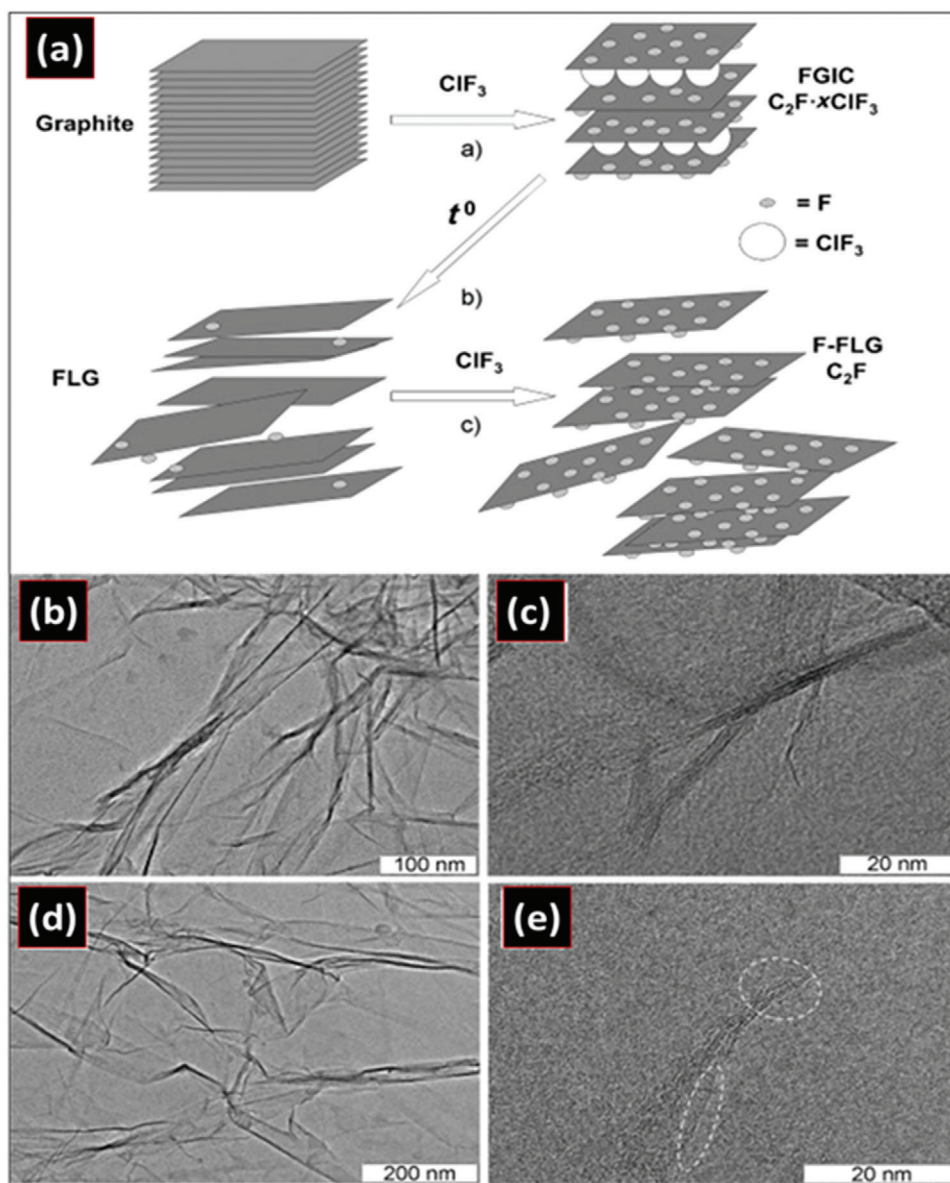 (a)
Graphite
ClF₃
a)
FGIC
C₂F·xClF₃
= F
= ClF₃
t⁰
b)
FLG
ClF₃
c)
F-FLG
C₂F
(b)
100 nm
(c)
20 nm
(d)
200 nm
(e)
20 nm